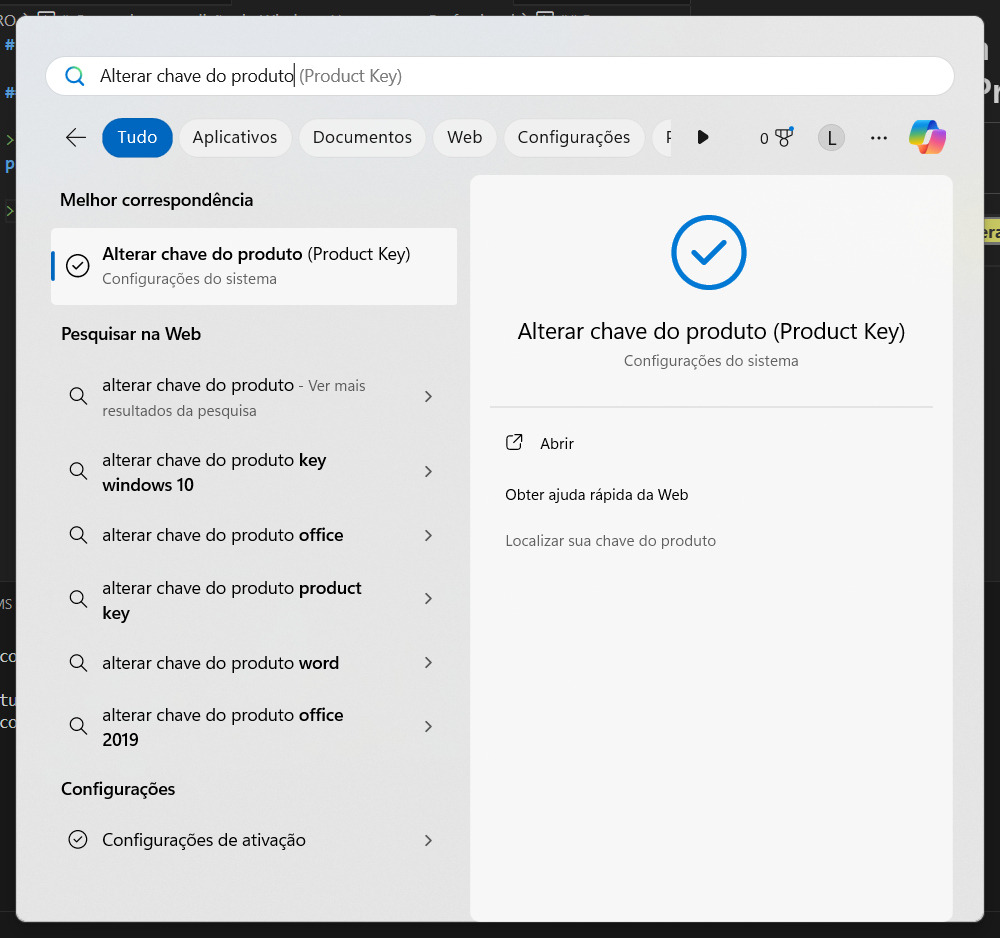 Alterar chave do produto (Product Key)
Tudo
Aplicativos
Documentos
Web
Configurações
0
L
Melhor correspondência
Alterar chave do produto (Product Key)
Configurações do sistema
Pesquisar na Web
alterar chave do produto - Ver mais
resultados da pesquisa
alterar chave do produto key
windows 10
alterar chave do produto office
alterar chave do produto product
key
alterar chave do produto word
alterar chave do produto office
2019
Configurações
Configurações de ativação
Alterar chave do produto (Product Key)
Configurações do sistema
Abrir
Obter ajuda rápida da Web
Localizar sua chave do produto